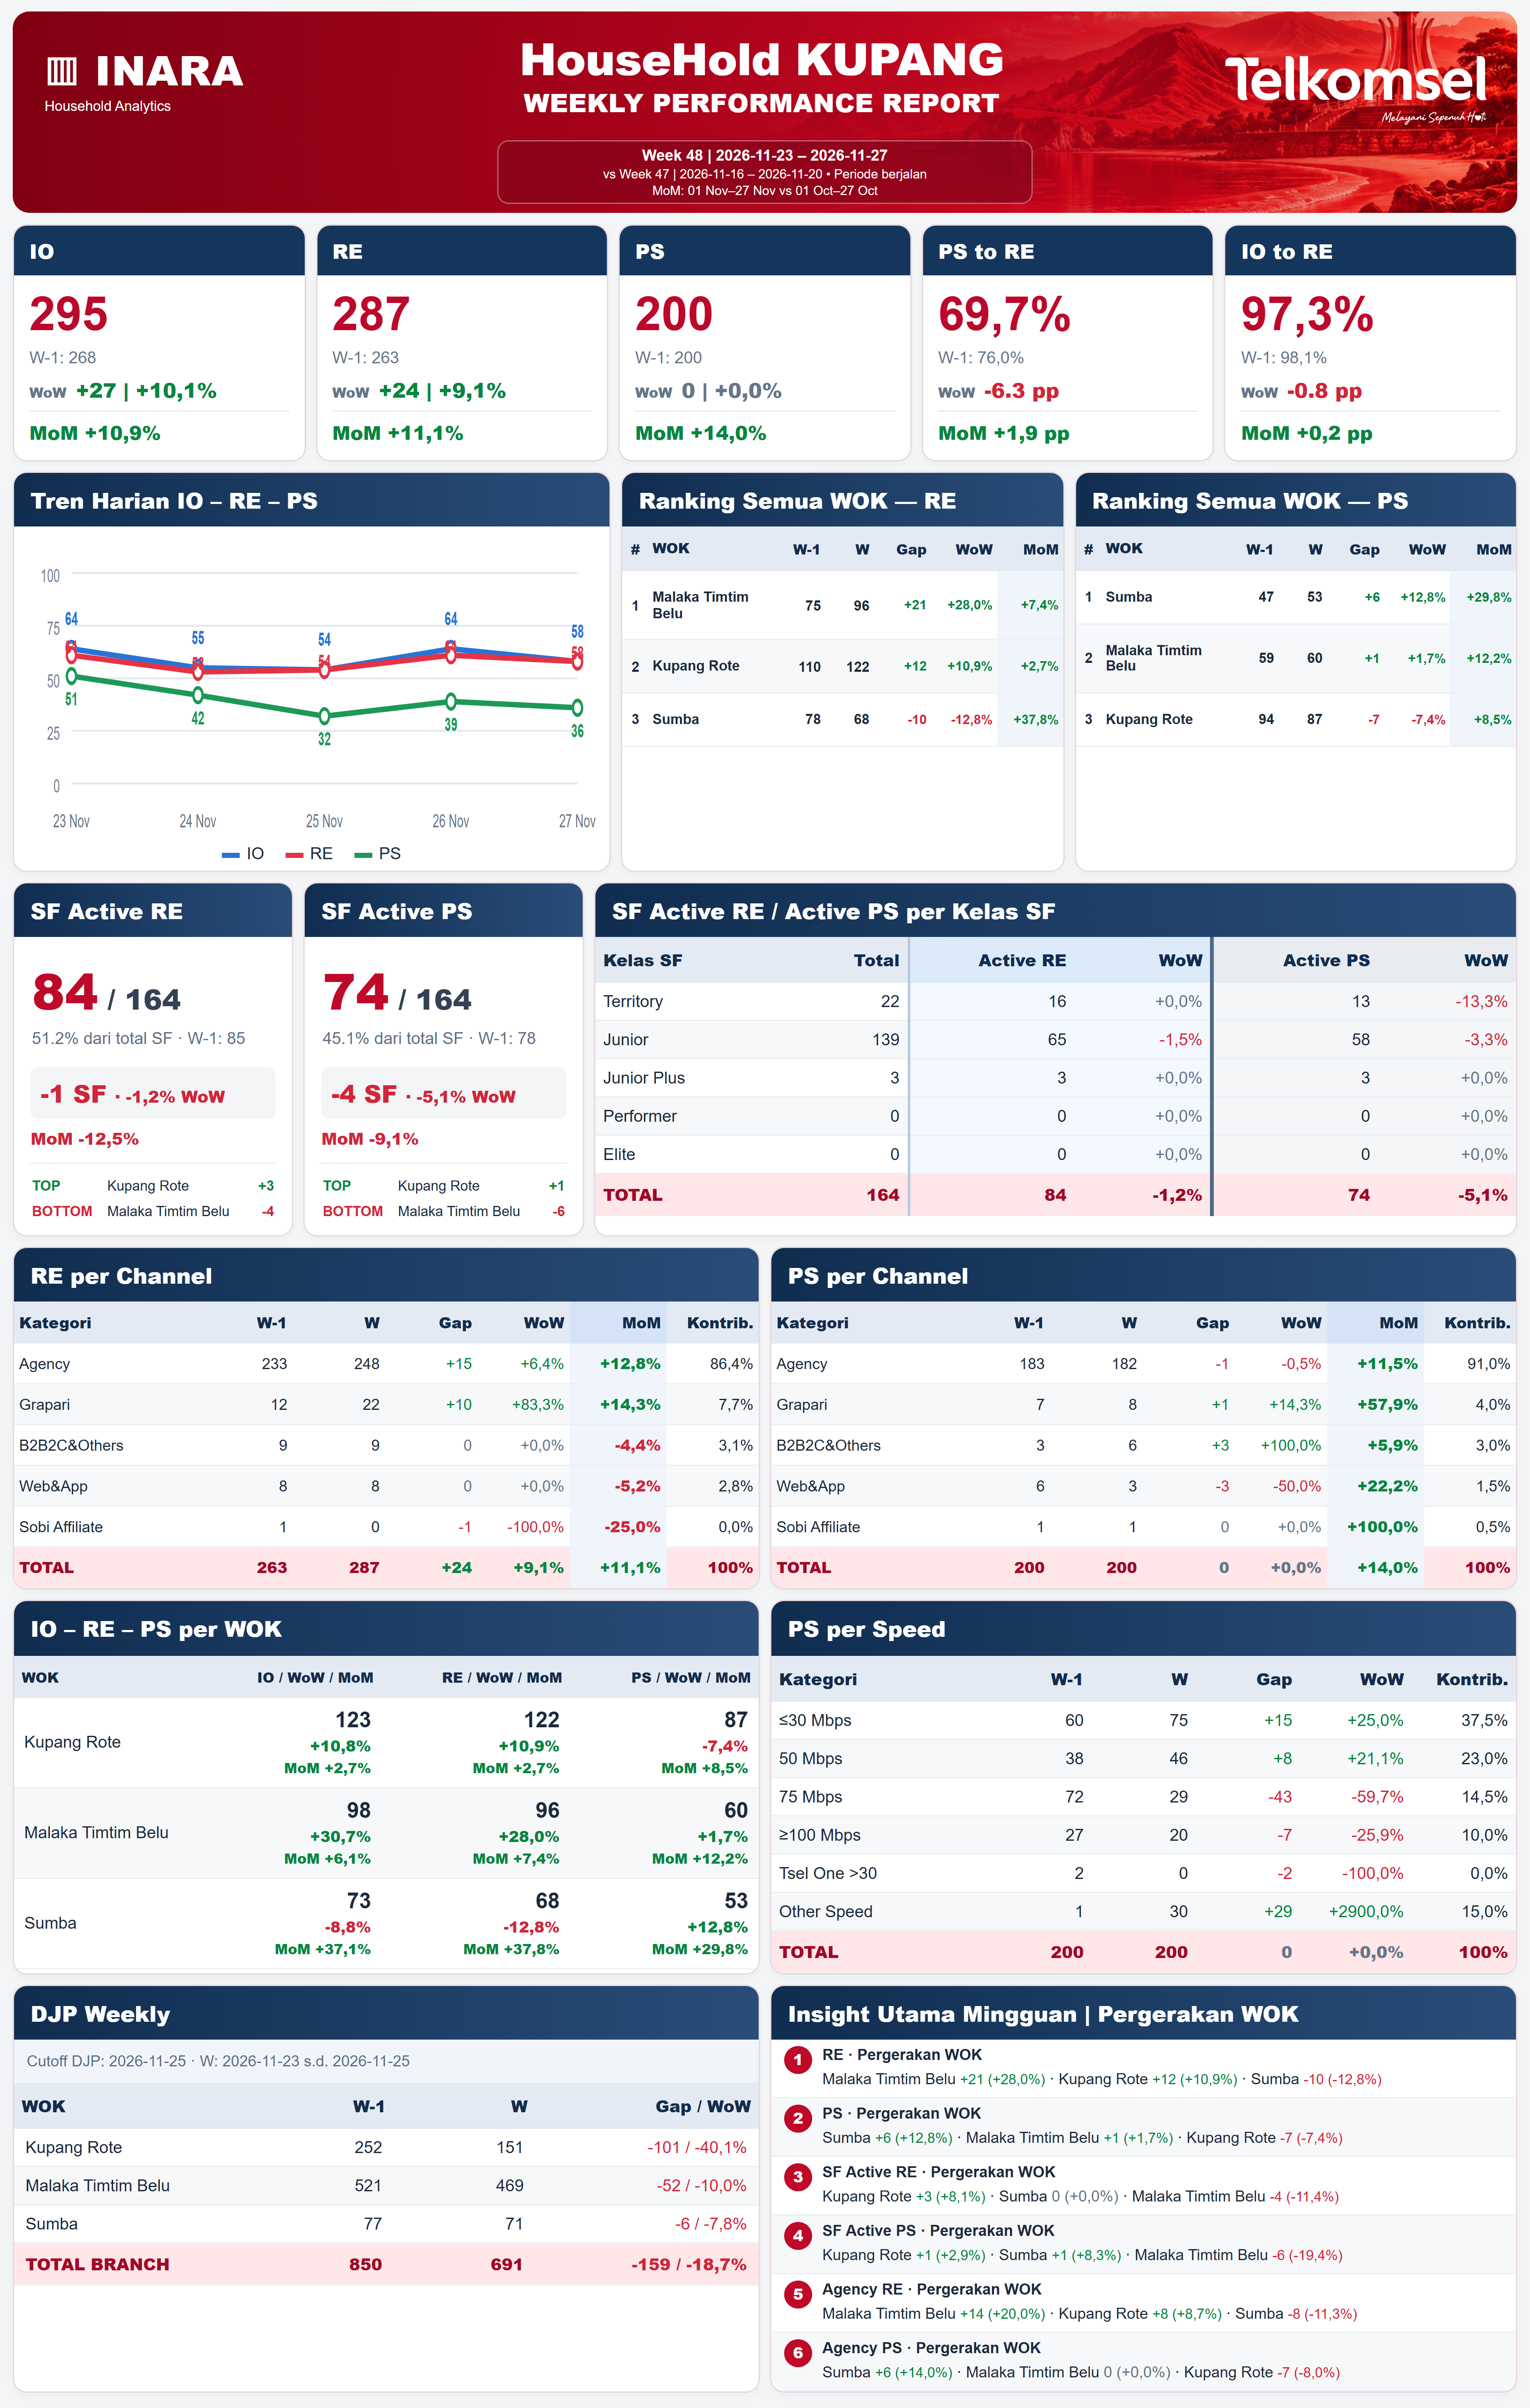 INARA
Household Analytics
HouseHold KUPANG
WEEKLY PERFORMANCE REPORT
Week 48 | 2026-11-23 – 2026-11-27
vs Week 47 | 2026-11-16 – 2026-11-20 • Periode berjalan
MoM: 01 Nov–27 Nov vs 01 Oct–27 Oct
Telkomsel
Melayani Sepenuh Hati
IO
295
W-1: 268
WoW +27 | +10,1%
MoM +10,9%
RE
287
W-1: 263
WoW +24 | +9,1%
MoM +11,1%
PS
200
W-1: 200
WoW 0 | +0,0%
MoM +14,0%
PS to RE
69,7%
W-1: 76,0%
WoW -6.3 pp
MoM +1,9 pp
IO to RE
97,3%
W-1: 98,1%
WoW -0.8 pp
MoM +0,2 pp
Tren Harian IO – RE – PS
100
75
50
25
0
64 55 54 64 58
54 58
51 42 32 39 36
23 Nov 24 Nov 25 Nov 26 Nov 27 Nov
IO RE PS
Ranking Semua WOK — RE
# WOK W-1 W Gap WoW MoM
1 Malaka Timtim Belu 75 96 +21 +28,0% +7,4%
2 Kupang Rote 110 122 +12 +10,9% +2,7%
3 Sumba 78 68 -10 -12,8% +37,8%
Ranking Semua WOK — PS
# WOK W-1 W Gap WoW MoM
1 Sumba 47 53 +6 +12,8% +29,8%
2 Malaka Timtim Belu 59 60 +1 +1,7% +12,2%
3 Kupang Rote 94 87 -7 -7,4% +8,5%
SF Active RE
84 / 164
51.2% dari total SF · W-1: 85
-1 SF · -1,2% WoW
MoM -12,5%
TOP Kupang Rote +3
BOTTOM Malaka Timtim Belu -4
SF Active PS
74 / 164
45.1% dari total SF · W-1: 78
-4 SF · -5,1% WoW
MoM -9,1%
TOP Kupang Rote +1
BOTTOM Malaka Timtim Belu -6
SF Active RE / Active PS per Kelas SF
Kelas SF Total Active RE WoW Active PS WoW
Territory 22 16 +0,0% 13 -13,3%
Junior 139 65 -1,5% 58 -3,3%
Junior Plus 3 3 +0,0% 3 +0,0%
Performer 0 0 +0,0% 0 +0,0%
Elite 0 0 +0,0% 0 +0,0%
TOTAL 164 84 -1,2% 74 -5,1%
RE per Channel
Kategori W-1 W Gap WoW MoM Kontrib.
Agency 233 248 +15 +6,4% +12,8% 86,4%
Grapari 12 22 +10 +83,3% +14,3% 7,7%
B2B2C&Others 9 9 0 +0,0% -4,4% 3,1%
Web&App 8 8 0 +0,0% -5,2% 2,8%
Sobi Affiliate 1 0 -1 -100,0% -25,0% 0,0%
TOTAL 263 287 +24 +9,1% +11,1% 100%
PS per Channel
Kategori W-1 W Gap WoW MoM Kontrib.
Agency 183 182 -1 -0,5% +11,5% 91,0%
Grapari 7 8 +1 +14,3% +57,9% 4,0%
B2B2C&Others 3 6 +3 +100,0% +5,9% 3,0%
Web&App 6 3 -3 -50,0% +22,2% 1,5%
Sobi Affiliate 1 1 0 +0,0% +100,0% 0,5%
TOTAL 200 200 0 +0,0% +14,0% 100%
IO – RE – PS per WOK
WOK IO / WoW / MoM RE / WoW / MoM PS / WoW / MoM
123 122 87
Kupang Rote +10,8% +10,9% -7,4%
MoM +2,7% MoM +2,7% MoM +8,5%
98 96 60
Malaka Timtim Belu +30,7% +28,0% +1,7%
MoM +6,1% MoM +7,4% MoM +12,2%
73 68 53
Sumba -8,8% -12,8% +12,8%
MoM +37,1% MoM +37,8% MoM +29,8%
PS per Speed
Kategori W-1 W Gap WoW Kontrib.
≤30 Mbps 60 75 +15 +25,0% 37,5%
50 Mbps 38 46 +8 +21,1% 23,0%
75 Mbps 72 29 -43 -59,7% 14,5%
≥100 Mbps 27 20 -7 -25,9% 10,0%
Tsel One >30 2 0 -2 -100,0% 0,0%
Other Speed 1 30 +29 +2900,0% 15,0%
TOTAL 200 200 0 +0,0% 100%
DJP Weekly
Cutoff DJP: 2026-11-25 · W: 2026-11-23 s.d. 2026-11-25
WOK W-1 W Gap / WoW
Kupang Rote 252 151 -101 / -40,1%
Malaka Timtim Belu 521 469 -52 / -10,0%
Sumba 77 71 -6 / -7,8%
TOTAL BRANCH 850 691 -159 / -18,7%
Insight Utama Mingguan | Pergerakan WOK
1 RE · Pergerakan WOK
Malaka Timtim Belu +21 (+28,0%) · Kupang Rote +12 (+10,9%) · Sumba -10 (-12,8%)
2 PS · Pergerakan WOK
Sumba +6 (+12,8%) · Malaka Timtim Belu +1 (+1,7%) · Kupang Rote -7 (-7,4%)
3 SF Active RE · Pergerakan WOK
Kupang Rote +3 (+8,1%) · Sumba 0 (+0,0%) · Malaka Timtim Belu -4 (-11,4%)
4 SF Active PS · Pergerakan WOK
Kupang Rote +1 (+2,9%) · Sumba +1 (+8,3%) · Malaka Timtim Belu -6 (-19,4%)
5 Agency RE · Pergerakan WOK
Malaka Timtim Belu +14 (+20,0%) · Kupang Rote +8 (+8,7%) · Sumba -8 (-11,3%)
6 Agency PS · Pergerakan WOK
Sumba +6 (+14,0%) · Malaka Timtim Belu 0 (+0,0%) · Kupang Rote -7 (-8,0%)